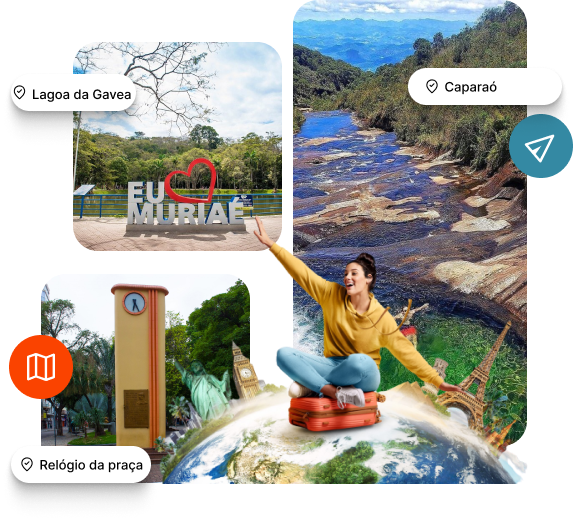 Caparaó
Lagoa da Gavea
EU
MURIAÉ
Relógio da praça